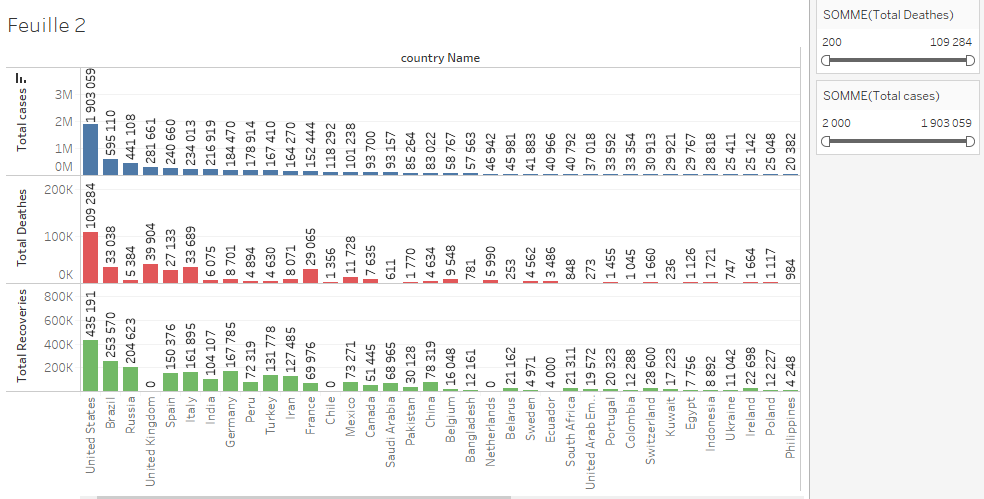 Feuille 2
country Name
Total cases
3M
2M
1M
0M
1 903 059
595 110
441 108
281 661
240 660
234 013
216 919
184 470
178 914
167 410
164 270
152 444
118 292
101 238
93 700
93 157
85 264
83 022
58 767
57 563
46 942
45 981
41 883
40 966
40 792
37 018
33 592
33 354
30 913
29 921
29 767
28 818
25 411
25 142
25 048
20 382
Total Deathes
200K
100K
0K
109 284
33 038
5 384
39 904
27 133
33 689
6 075
8 701
4 894
4 630
8 071
29 065
1 356
11 728
7 635
611
1 770
4 634
9 548
781
5 990
253
4 562
3 486
848
273
1 455
1 045
1 660
236
1 126
1 721
747
1 664
1 117
984
Total Recoveries
800K
600K
400K
200K
435 191
253 570
204 623
0
150 376
161 895
104 107
167 785
72 319
131 778
127 485
69 976
0
73 271
51 445
68 965
30 128
78 319
16 048
12 161
0
21 162
4 971
4 000
21 311
19 572
20 323
12 288
28 600
17 223
7 756
8 892
11 042
22 698
12 227
4 248
United States
Brazil
Russia
United Kingdom
Spain
Italy
India
Germany
Peru
Turkey
Iran
France
Chile
Mexico
Canada
Saudi Arabia
Pakistan
China
Belgium
Bangladesh
Netherlands
Belarus
Sweden
Ecuador
South Africa
United Arab Em..
Portugal
Colombia
Switzerland
Kuwait
Egypt
Indonesia
Ukraine
Ireland
Poland
Philippines
SOMME(Total Deathes)
200 109 284
SOMME(Total cases)
2 000 1 903 059